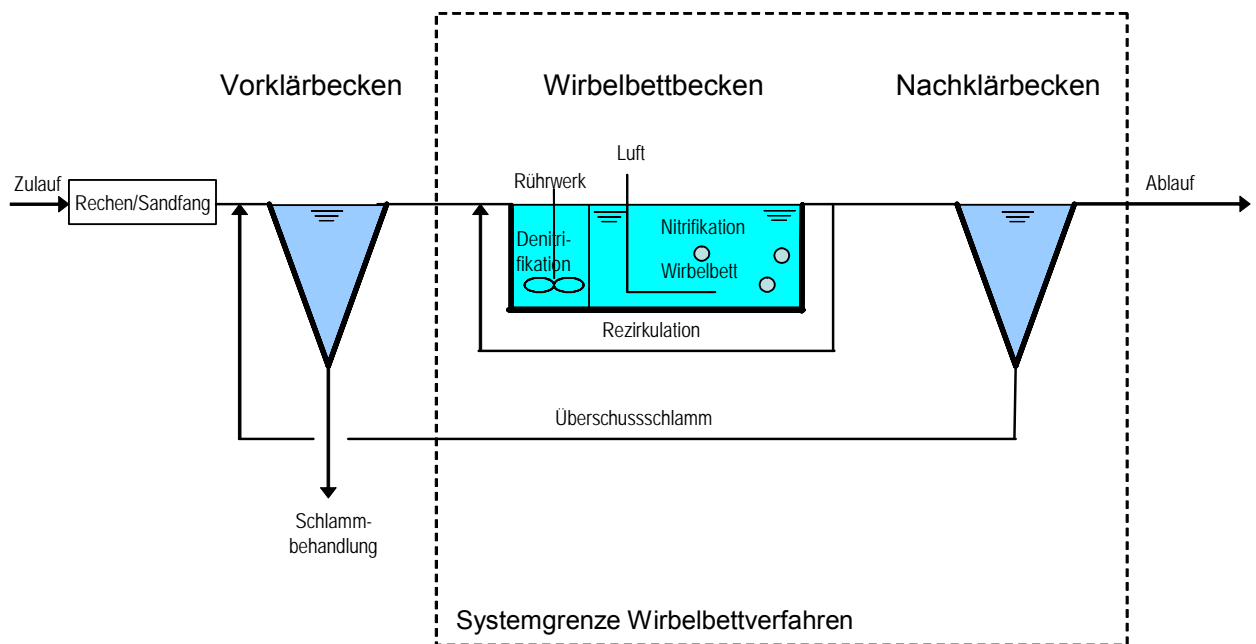 Vorklärbecken
Wirbelbettbecken
Nachklärbecken
Zulauf
Rechen/Sandfang
Luft
Rührwerk
Ablauf
Denitri-
fikation
Nitrifikation
Wirbelbett
Rezirkulation
Überschussschlamm
Schlamm-
behandlung
Systemgrenze Wirbelbettverfahren